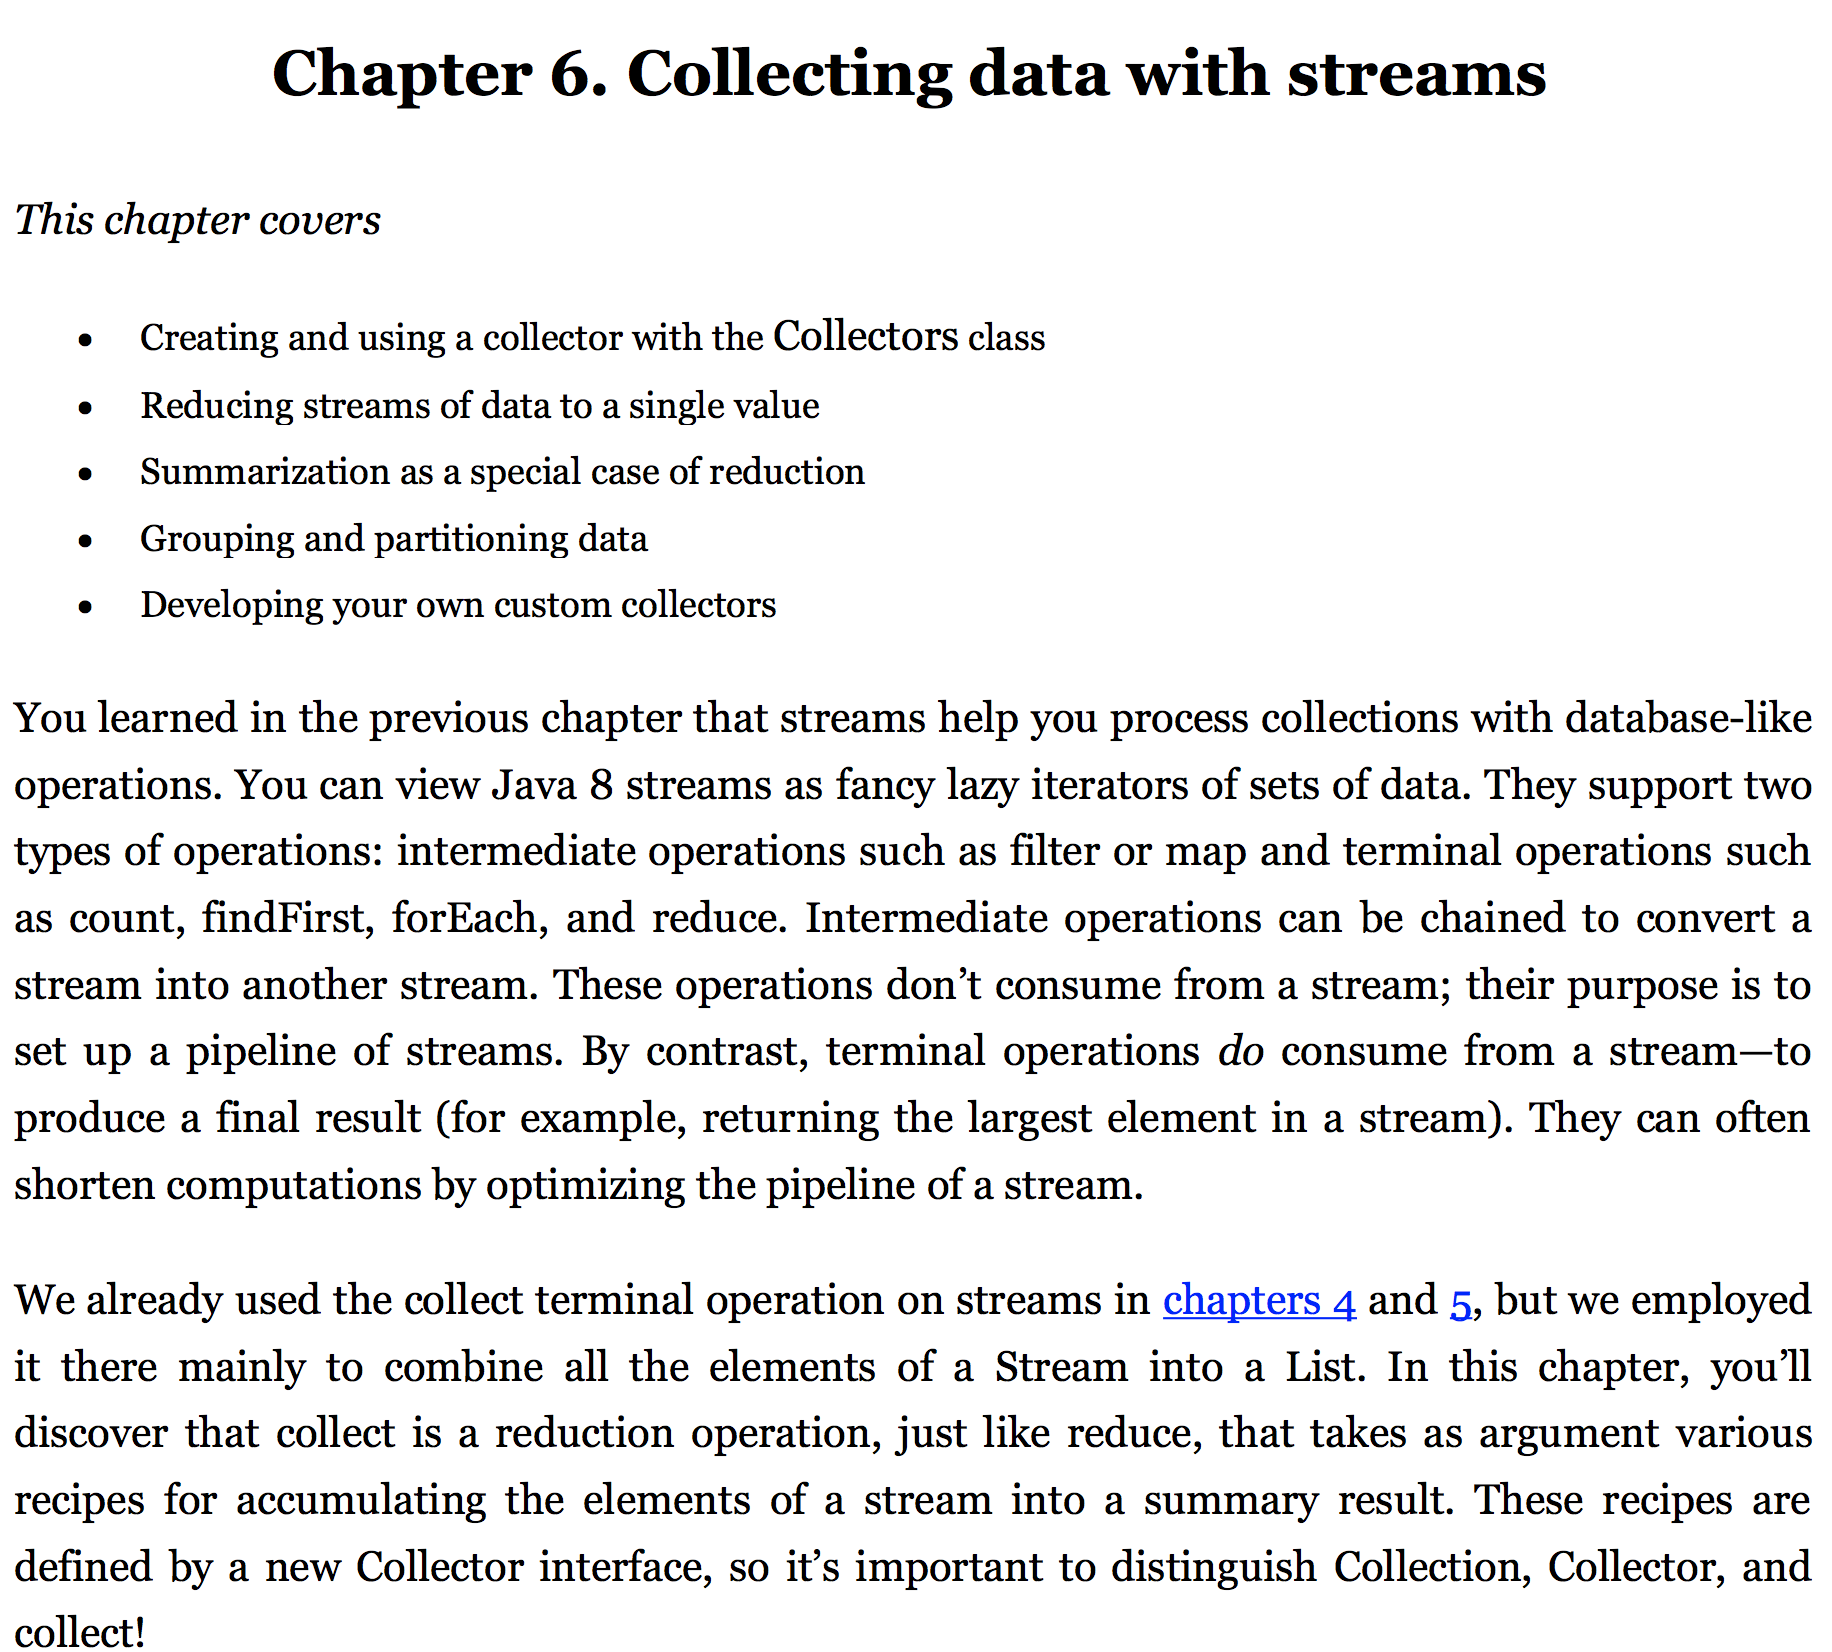 Chapter 6. Collecting data with streams
This chapter covers
• Creating and using a collector with the Collectors class
• Reducing streams of data to a single value
• Summarization as a special case of reduction
• Grouping and partitioning data
• Developing your own custom collectors
You learned in the previous chapter that streams help you process collections with database-like
operations. You can view Java 8 streams as fancy lazy iterators of sets of data. They support two
types of operations: intermediate operations such as filter or map and terminal operations such
as count, findFirst, forEach, and reduce. Intermediate operations can be chained to convert a
stream into another stream. These operations don’t consume from a stream; their purpose is to
set up a pipeline of streams. By contrast, terminal operations do consume from a stream—to
produce a final result (for example, returning the largest element in a stream). They can often
shorten computations by optimizing the pipeline of a stream.
We already used the collect terminal operation on streams in chapters 4 and 5, but we employed
it there mainly to combine all the elements of a Stream into a List. In this chapter, you’ll
discover that collect is a reduction operation, just like reduce, that takes as argument various
recipes for accumulating the elements of a stream into a summary result. These recipes are
defined by a new Collector interface, so it’s important to distinguish Collection, Collector, and
collect!